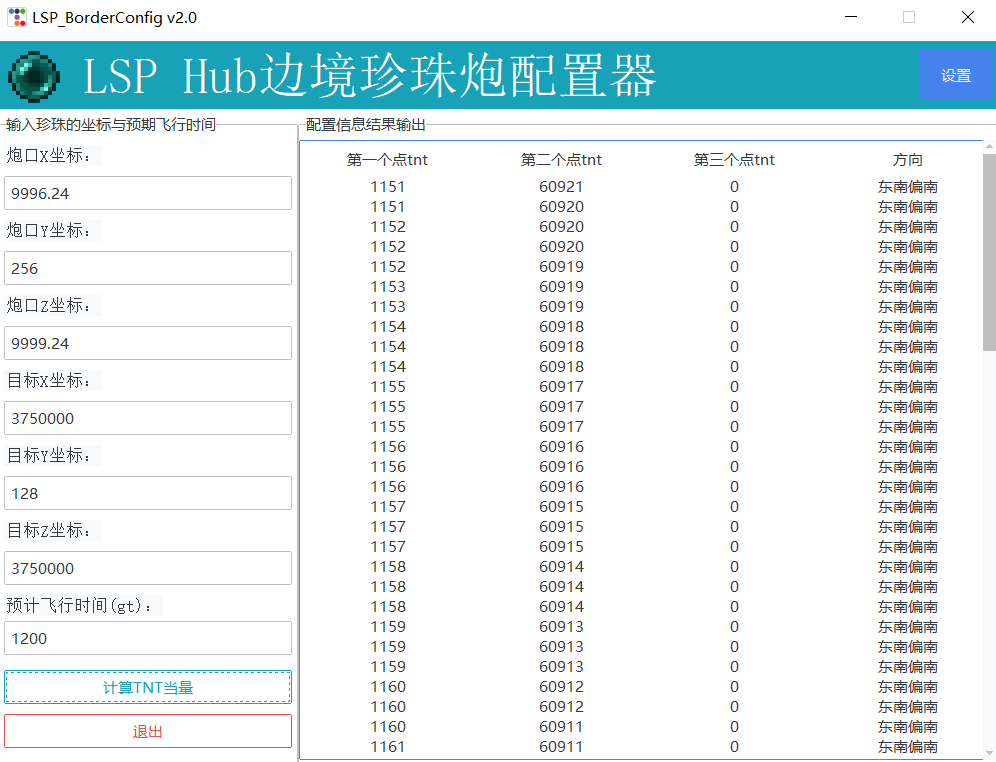 LSP_BorderConfig v2.0
LSP Hub边境珍珠炮配置器
设置
输入珍珠的坐标与预期飞行时间
炮口X坐标：
9996.24
炮口Y坐标：
256
炮口Z坐标：
9999.24
目标X坐标：
3750000
目标Y坐标：
128
目标Z坐标：
3750000
预计飞行时间(gt)：
1200
计算TNT当量
退出
配置信息结果输出
第一个点tnt 第二个点tnt 第三个点tnt 方向
1151 60921 0 东南偏南
1151 60920 0 东南偏南
1152 60920 0 东南偏南
1152 60920 0 东南偏南
1152 60919 0 东南偏南
1153 60919 0 东南偏南
1153 60919 0 东南偏南
1154 60918 0 东南偏南
1154 60918 0 东南偏南
1154 60918 0 东南偏南
1155 60917 0 东南偏南
1155 60917 0 东南偏南
1155 60917 0 东南偏南
1156 60916 0 东南偏南
1156 60916 0 东南偏南
1156 60916 0 东南偏南
1157 60915 0 东南偏南
1157 60915 0 东南偏南
1157 60915 0 东南偏南
1158 60914 0 东南偏南
1158 60914 0 东南偏南
1158 60914 0 东南偏南
1159 60913 0 东南偏南
1159 60913 0 东南偏南
1159 60913 0 东南偏南
1160 60912 0 东南偏南
1160 60912 0 东南偏南
1160 60911 0 东南偏南
1161 60911 0 东南偏南